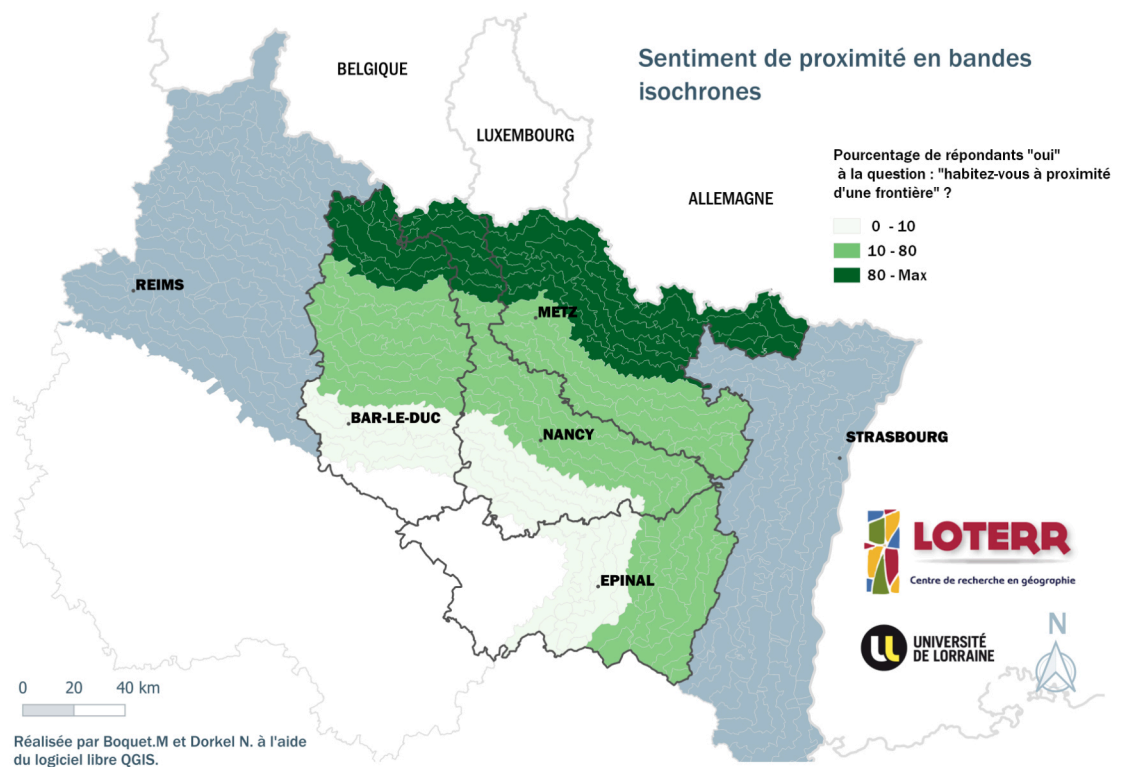 Sentiment de proximité en bandes
isochrones
BELGIQUE
LUXEMBOURG
ALLEMAGNE
Pourcentage de répondants "oui"
à la question : "habitez-vous à proximité
d'une frontière" ?
0 - 10
10 - 80
80 - Max
REIMS
METZ
BAR-LE-DUC
NANCY
STRASBOURG
EPINAL
LOTERR
Centre de recherche en géographie
UNIVERSITÉ
DE LORRAINE
N
0 20 40 km
Réalisée par Boquet.M et Dorkel N. à l'aide
du logiciel libre QGIS.